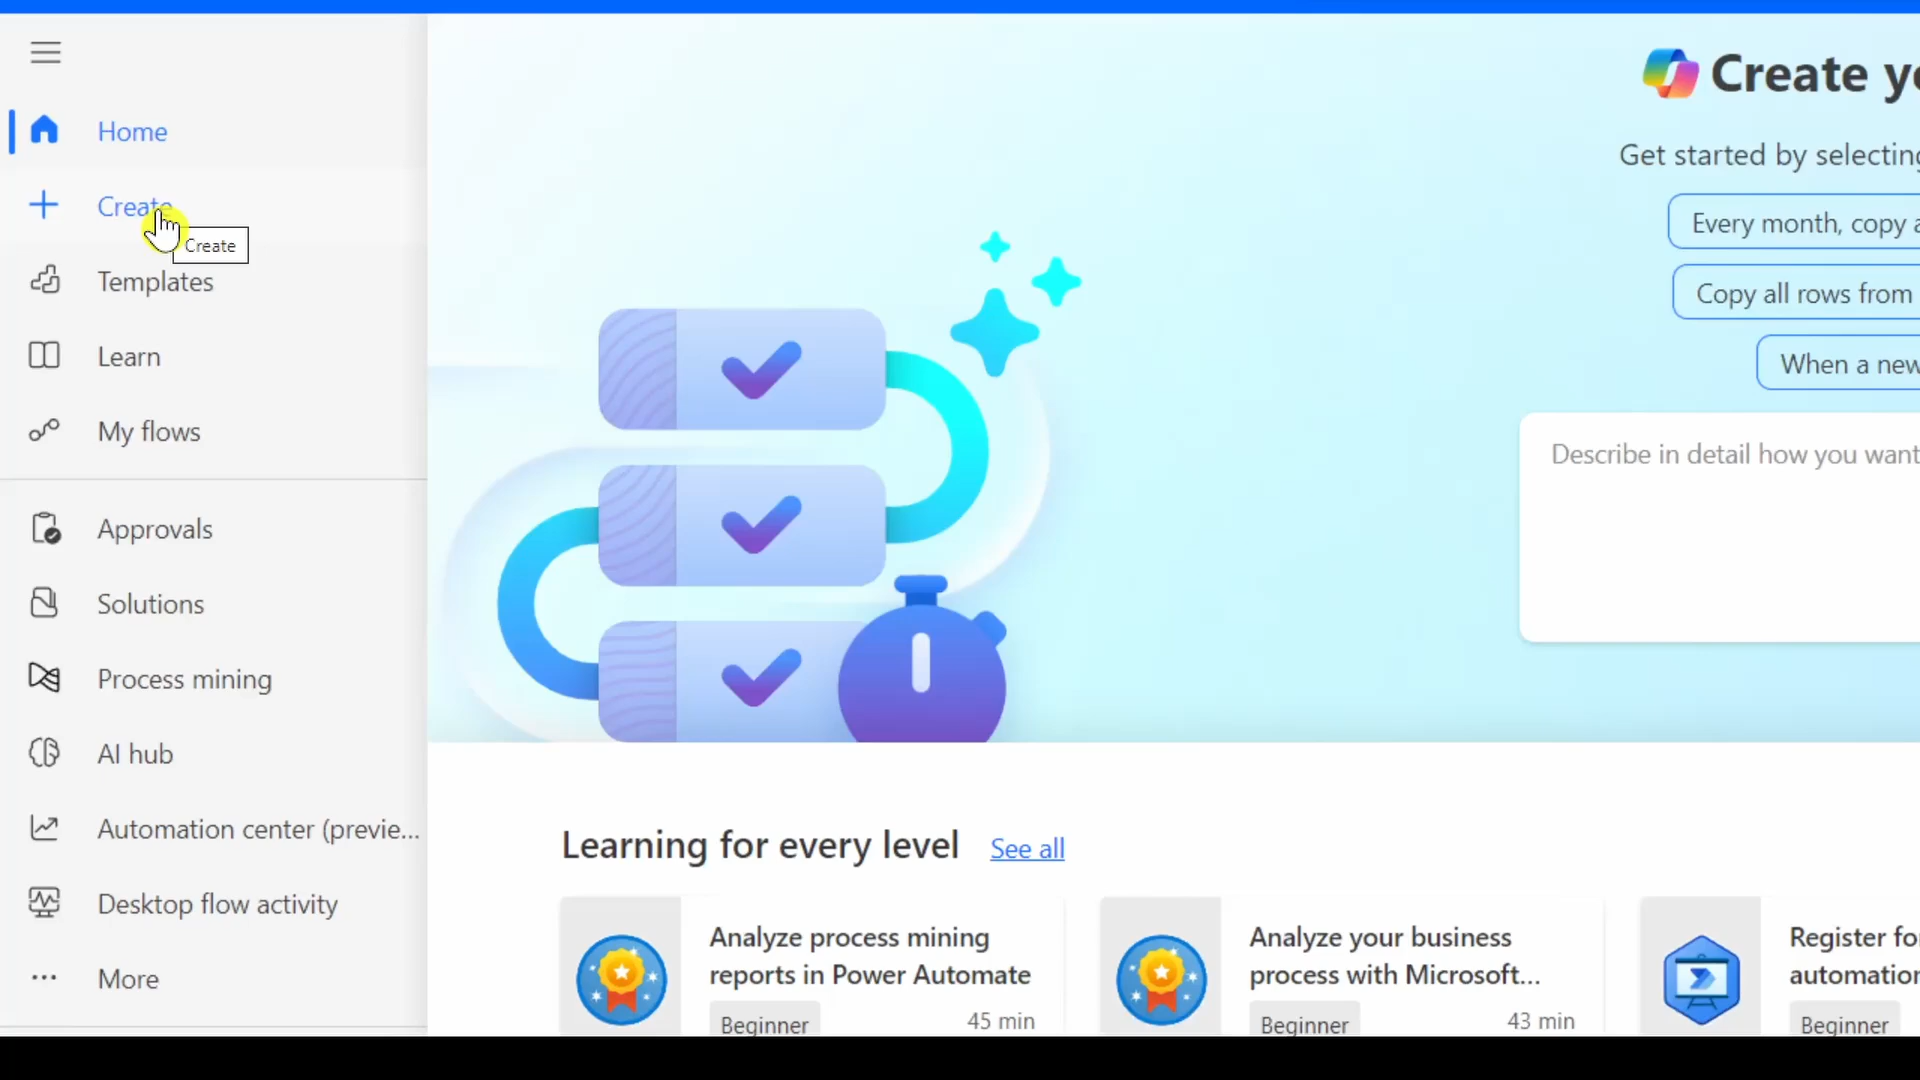 Home
Create
Create
Templates
Learn
My flows
Approvals
Solutions
Process mining
AI hub
Automation center (previe...
Desktop flow activity
More
Create yo
Get started by selecting
Every month, copy a
Copy all rows from
When a new
Describe in detail how you want
Learning for every level See all
Analyze process mining
reports in Power Automate
Beginner 45 min
Analyze your business
process with Microsoft...
Beginner 43 min
Register for
automation
Beginner